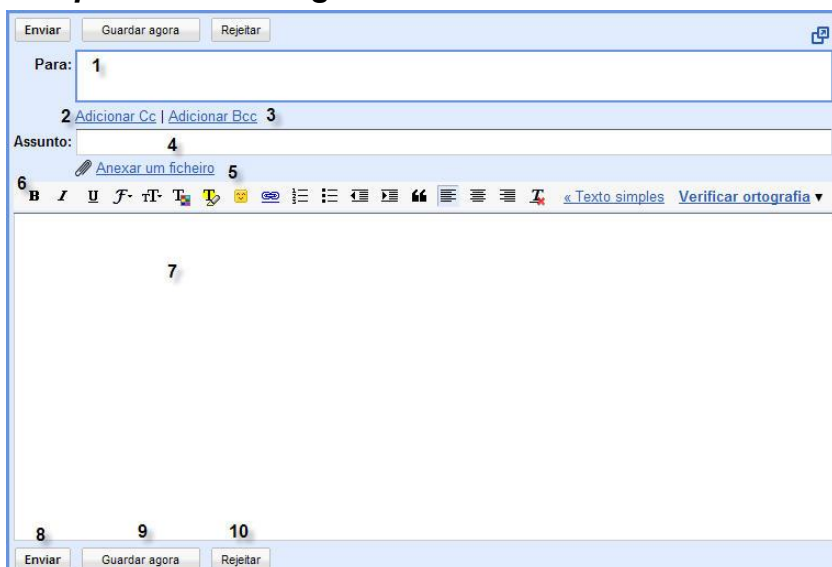 Enviar Guardar agora Rejeitar
Para: 1
2 Adicionar Cc | Adicionar Bcc 3
Assunto: 4
Anexar um ficheiro 5
6
B I U F T T T T « Texto simples Verificar ortografia ▼
7
8 9 10
Enviar Guardar agora Rejeitar